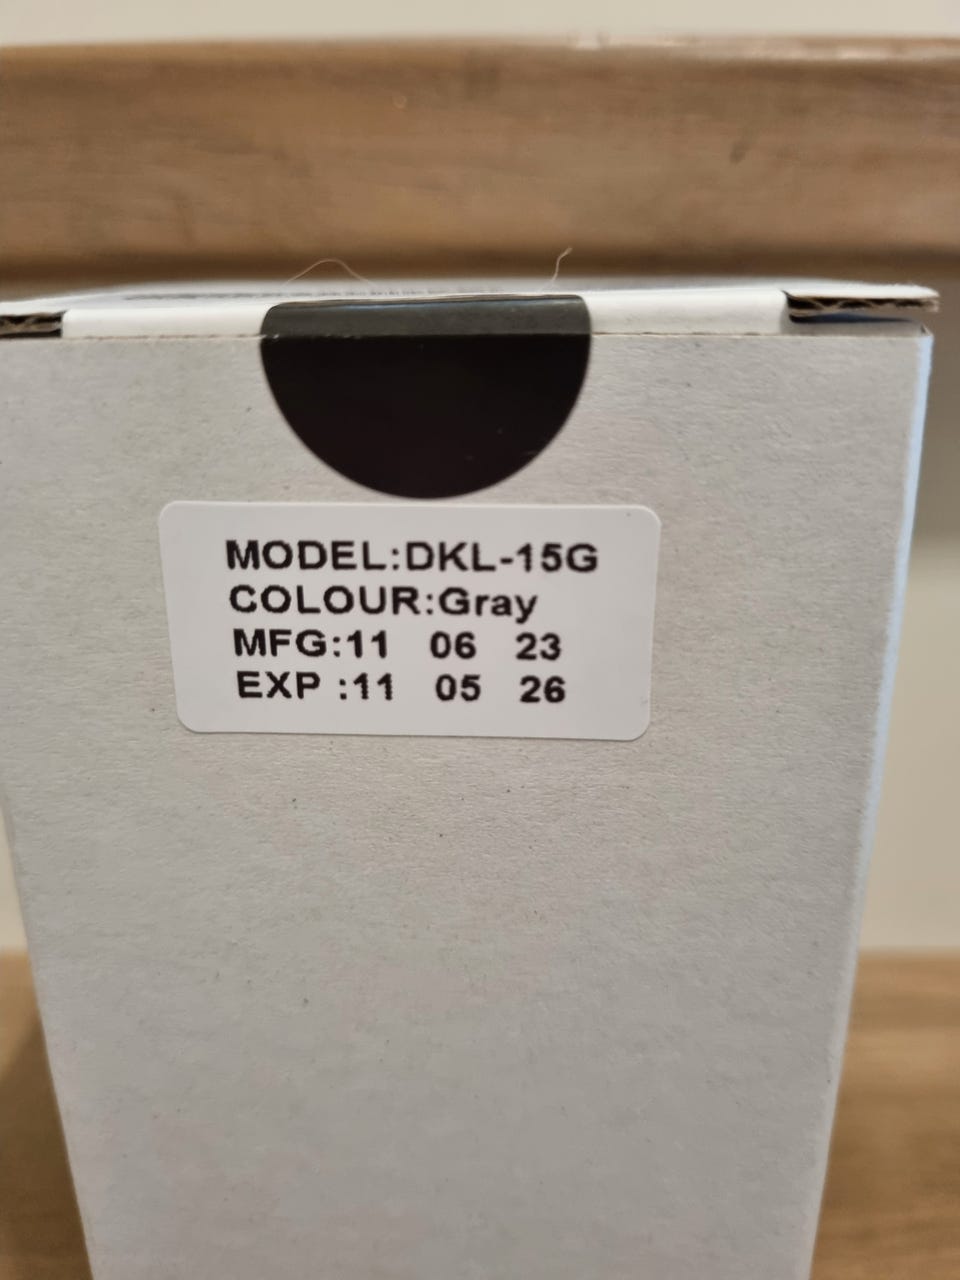 MODEL:DKL-15G
COLOUR:Gray
MFG:11 06 23
EXP :11 05 26